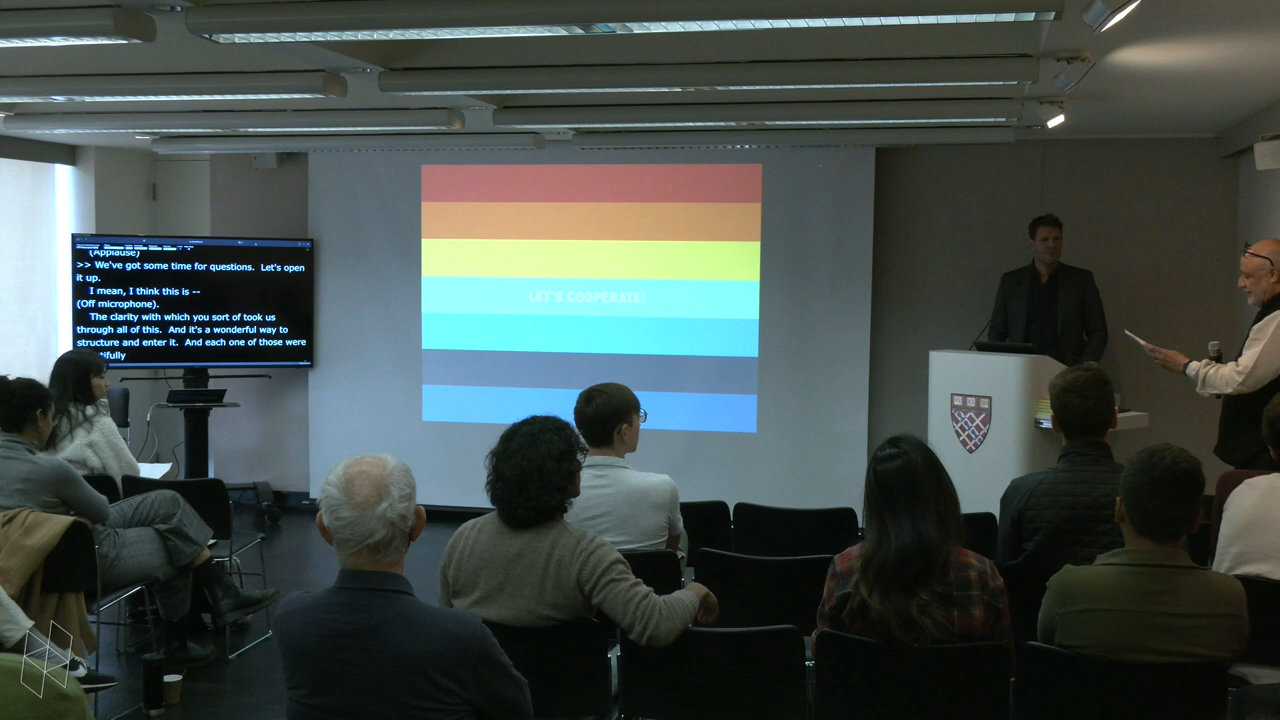 (Applause)
>> We've got some time for questions. Let's open
it up.
I mean, I think this is --
(Off microphone).
The clarity with which you sort of took us
through all of this. And it's a wonderful way to
structure and enter it. And each one of those were
LET'S COOPERATE!